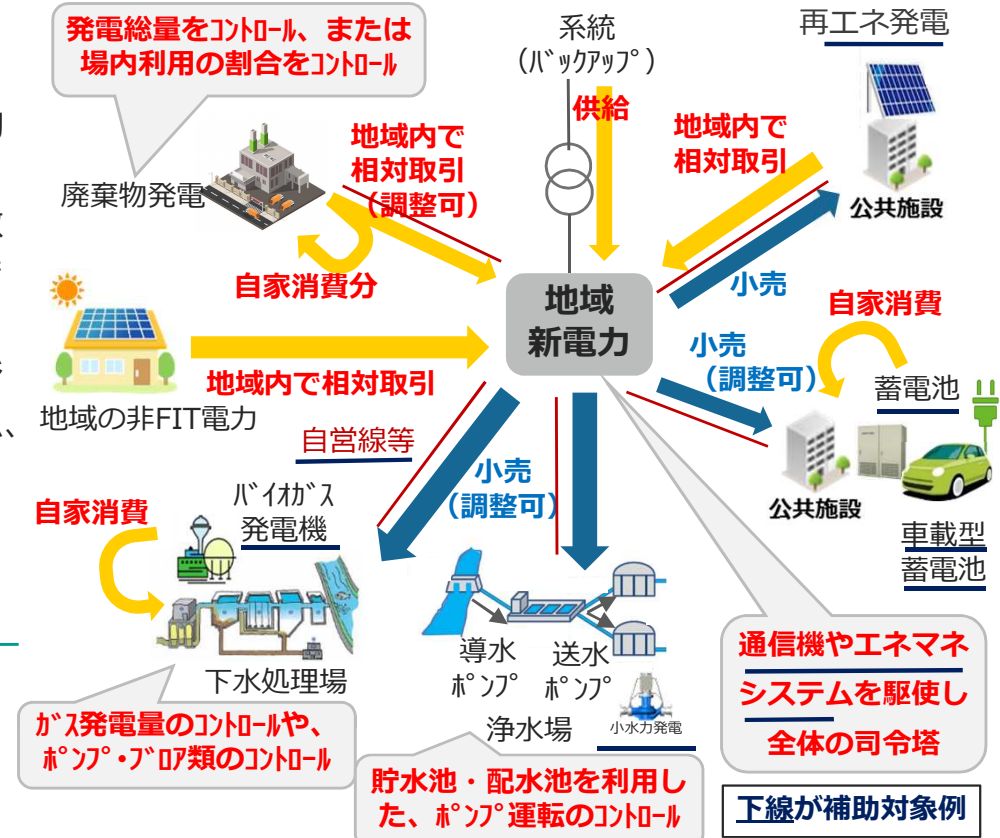 発電総量をｺﾝﾄﾛｰﾙ、または
場内利用の割合をｺﾝﾄﾛｰﾙ
系統
(ﾊﾞｯｸｱｯﾌﾟ)
供給
再エネ発電
地域内で
相対取引
（調整可）
廃棄物発電
自家消費分
地域内で
相対取引
公共施設
小売
地域
新電力
地域内で相対取引
地域の非FIT電力
小売
（調整可）
自家消費
蓄電池
公共施設
車載型
蓄電池
自営線等
小売
（調整可）
自家消費
ﾊﾞｲｵｶﾞｽ
発電機
下水処理場
導水
ﾎﾟﾝﾌﾟ
送水
ﾎﾟﾝﾌﾟ
浄水場
小水力発電
ｶﾞｽ発電量のｺﾝﾄﾛｰﾙや、
ﾎﾟﾝﾌﾟ・ﾌﾞﾛｱ類のｺﾝﾄﾛｰﾙ
貯水池・配水池を利用し
た、ﾎﾟﾝﾌﾟ運転のｺﾝﾄﾛｰﾙ
通信機やエネマネ
システムを駆使し
全体の司令塔
下線が補助対象例